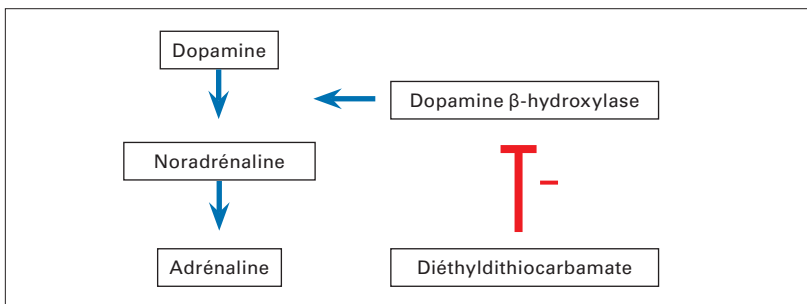 Dopamine
Dopamine β-hydroxylase
Noradrénaline
–
Adrénaline
Diéthyldithiocarbamate